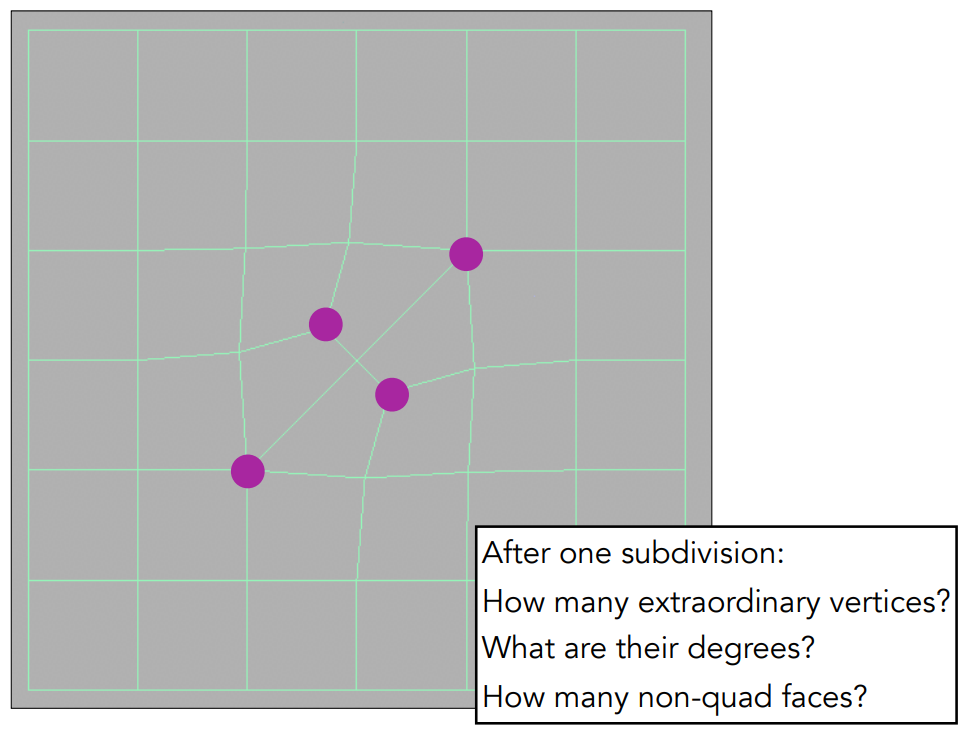 After one subdivision:
How many extraordinary vertices?
What are their degrees?
How many non-quad faces?